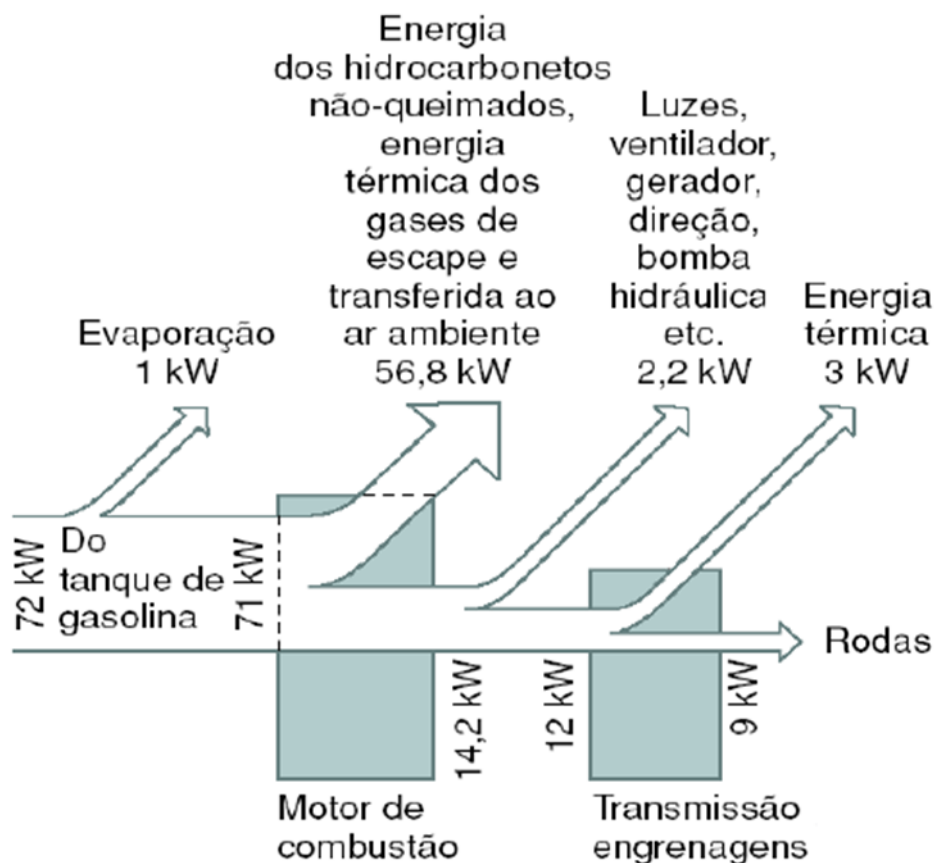 Energia
dos hidrocarbonetos
não-queimados,
energia
térmica dos
gases de
escape e
transferida ao
ar ambiente
56,8 kW
Luzes,
ventilador,
gerador,
direção,
bomba
hidráulica
etc.
2,2 kW
Energia
térmica
3 kW
Evaporação
1 kW
72 kW
Do
tanque de
gasolina
71 kW
14,2 kW
12 kW
9 kW
Rodas
Motor de
combustão
Transmissão
engrenagens